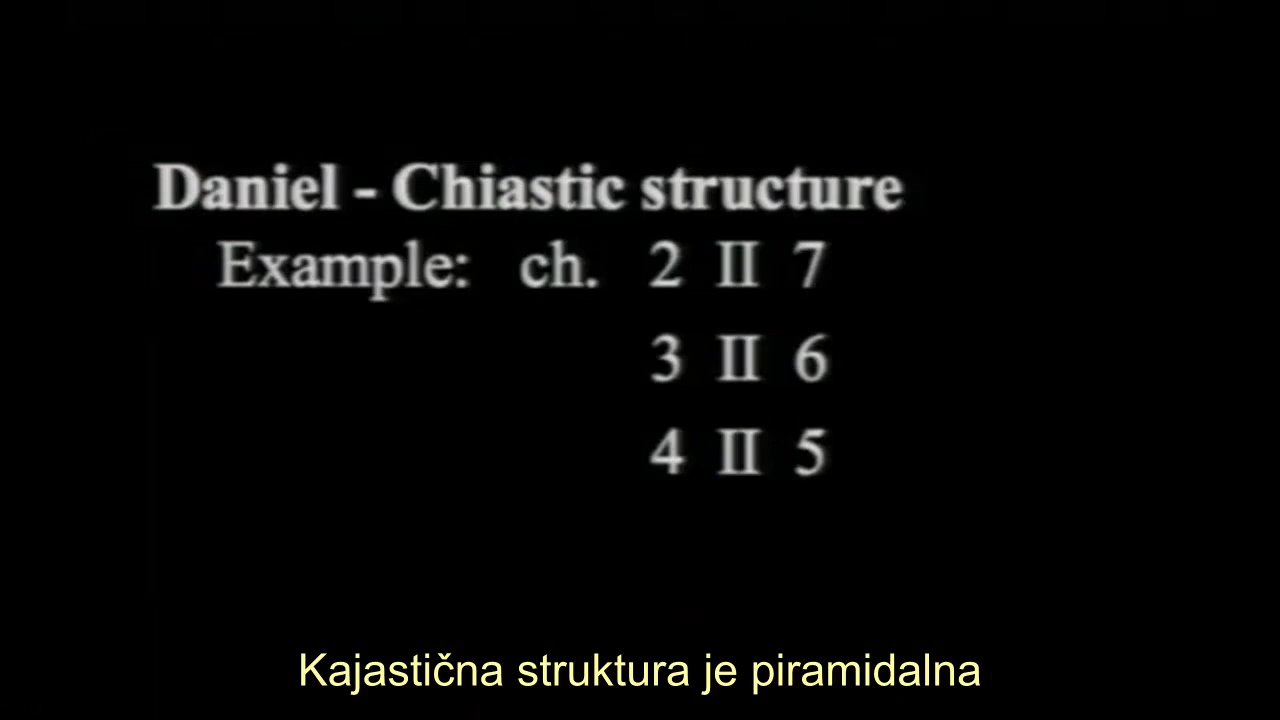 Daniel - Chiastic structure
Example: ch. 2 II 7
3 II 6
4 II 5
Kajastična struktura je piramidalna